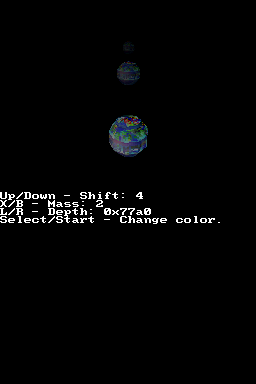 Up/Down - Shift: 4
X/B - Mass: 2
L/R - Depth: 0x77a0
Select/Start - Change color.